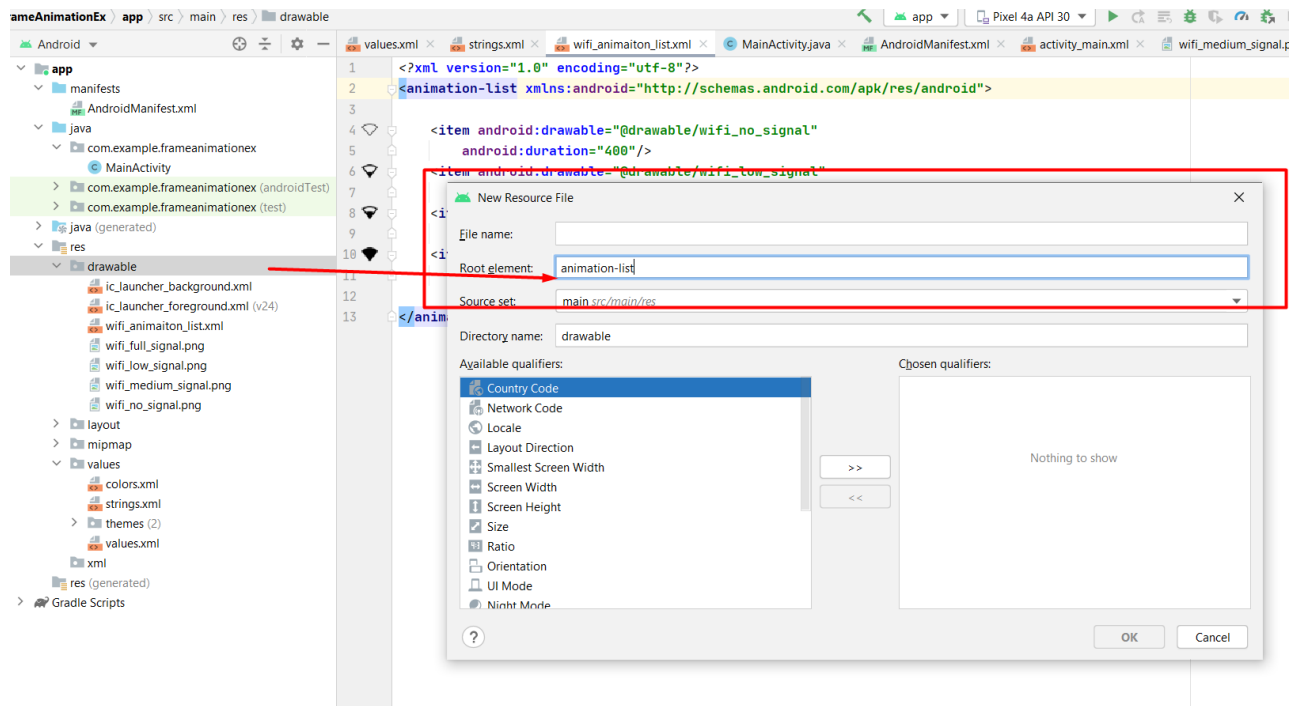 rameAnimationEx
app
src
main
res
drawable
app
Pixel 4a API 30
Android
values.xml
strings.xml
wifi_animaiton_list.xml
MainActivity.java
AndroidManifest.xml
activity_main.xml
wifi_medium_signal.p
app
manifests
AndroidManifest.xml
java
com.example.frameanimationex
MainActivity
com.example.frameanimationex (androidTest)
com.example.frameanimationex (test)
java (generated)
res
drawable
ic_launcher_background.xml
ic_launcher_foreground.xml (v24)
wifi_animaiton_list.xml
wifi_full_signal.png
wifi_low_signal.png
wifi_medium_signal.png
wifi_no_signal.png
layout
mipmap
values
colors.xml
strings.xml
themes (2)
values.xml
xml
res (generated)
Gradle Scripts
1 <?xml version="1.0" encoding="utf-8"?>
2 <animation-list xmlns:android="http://schemas.android.com/apk/res/android">
3
4 <item android:drawable="@drawable/wifi_no_signal"
5 android:duration="400"/>
6 <item android:drawable="@drawable/wifi_low_signal"
7
8 <i
9
10 <i
11
12
13 </anim
New Resource File
File name:
Root element: animation-list
Source set: main src/main/res
Directory name: drawable
Available qualifiers:
Country Code
Network Code
Locale
Layout Direction
Smallest Screen Width
Screen Width
Screen Height
Size
Ratio
Orientation
UI Mode
Night Mode
>>
<<
Chosen qualifiers:
Nothing to show
?
OK
Cancel